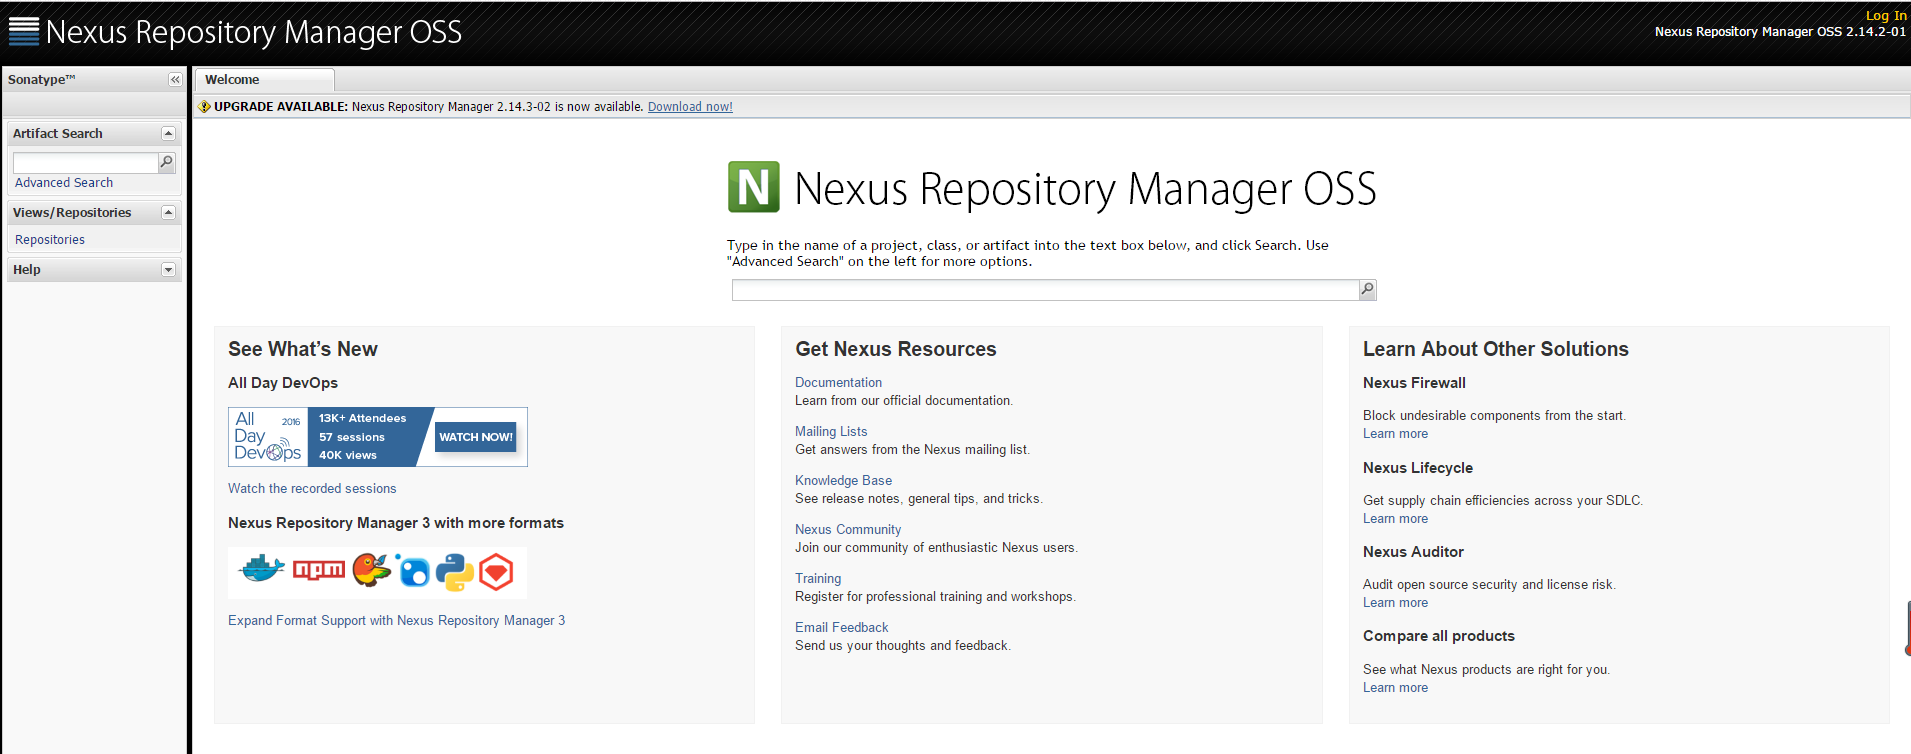 Nexus Repository Manager OSS
Log In
Nexus Repository Manager OSS 2.14.2-01
Sonatype™
Welcome
UPGRADE AVAILABLE: Nexus Repository Manager 2.14.3-02 is now available. Download now!
Artifact Search
Advanced Search
Views/Repositories
Repositories
Help
N Nexus Repository Manager OSS
Type in the name of a project, class, or artifact into the text box below, and click Search. Use
"Advanced Search" on the left for more options.
See What's New
All Day DevOps
All
Day
DevOps
2016
13K+ Attendees
57 sessions
40K views
WATCH NOW!
Watch the recorded sessions
Nexus Repository Manager 3 with more formats
npm
Expand Format Support with Nexus Repository Manager 3
Get Nexus Resources
Documentation
Learn from our official documentation.
Mailing Lists
Get answers from the Nexus mailing list.
Knowledge Base
See release notes, general tips, and tricks.
Nexus Community
Join our community of enthusiastic Nexus users.
Training
Register for professional training and workshops.
Email Feedback
Send us your thoughts and feedback.
Learn About Other Solutions
Nexus Firewall
Block undesirable components from the start.
Learn more
Nexus Lifecycle
Get supply chain efficiencies across your SDLC.
Learn more
Nexus Auditor
Audit open source security and license risk.
Learn more
Compare all products
See what Nexus products are right for you.
Learn more